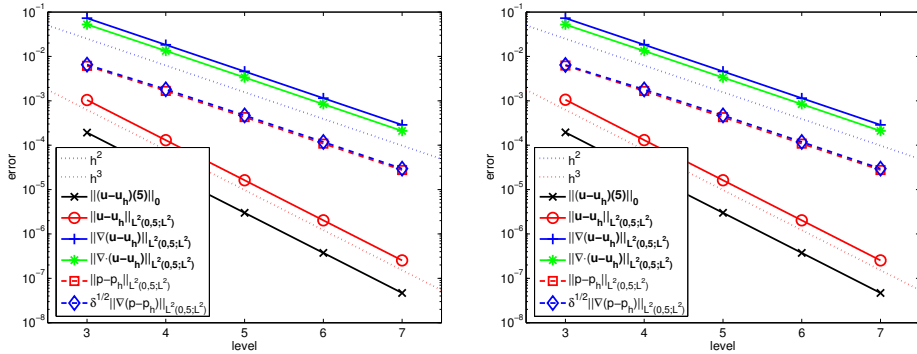 10^{-1}
10^{-2}
10^{-3}
10^{-4}
10^{-5}
10^{-6}
10^{-7}
10^{-8}
error
h^2
h^3
||(u−u_h)(5)||_0
||u−u_h||_{L^2(0,5;L^2)}
||∇(u−u_h)||_{L^2(0,5;L^2)}
||∇·(u−u_h)||_{L^2(0,5;L^2)}
||p−p_h||_{L^2(0,5;L^2)}
δ^{1/2}||∇(p−p_h)||_{L^2(0,5;L^2)}
3 4 5 6 7
level
10^{-1}
10^{-2}
10^{-3}
10^{-4}
10^{-5}
10^{-6}
10^{-7}
10^{-8}
error
h^2
h^3
||(u−u_h)(5)||_0
||u−u_h||_{L^2(0,5;L^2)}
||∇(u−u_h)||_{L^2(0,5;L^2)}
||∇·(u−u_h)||_{L^2(0,5;L^2)}
||p−p_h||_{L^2(0,5;L^2)}
δ^{1/2}||∇(p−p_h)||_{L^2(0,5;L^2)}
3 4 5 6 7
level